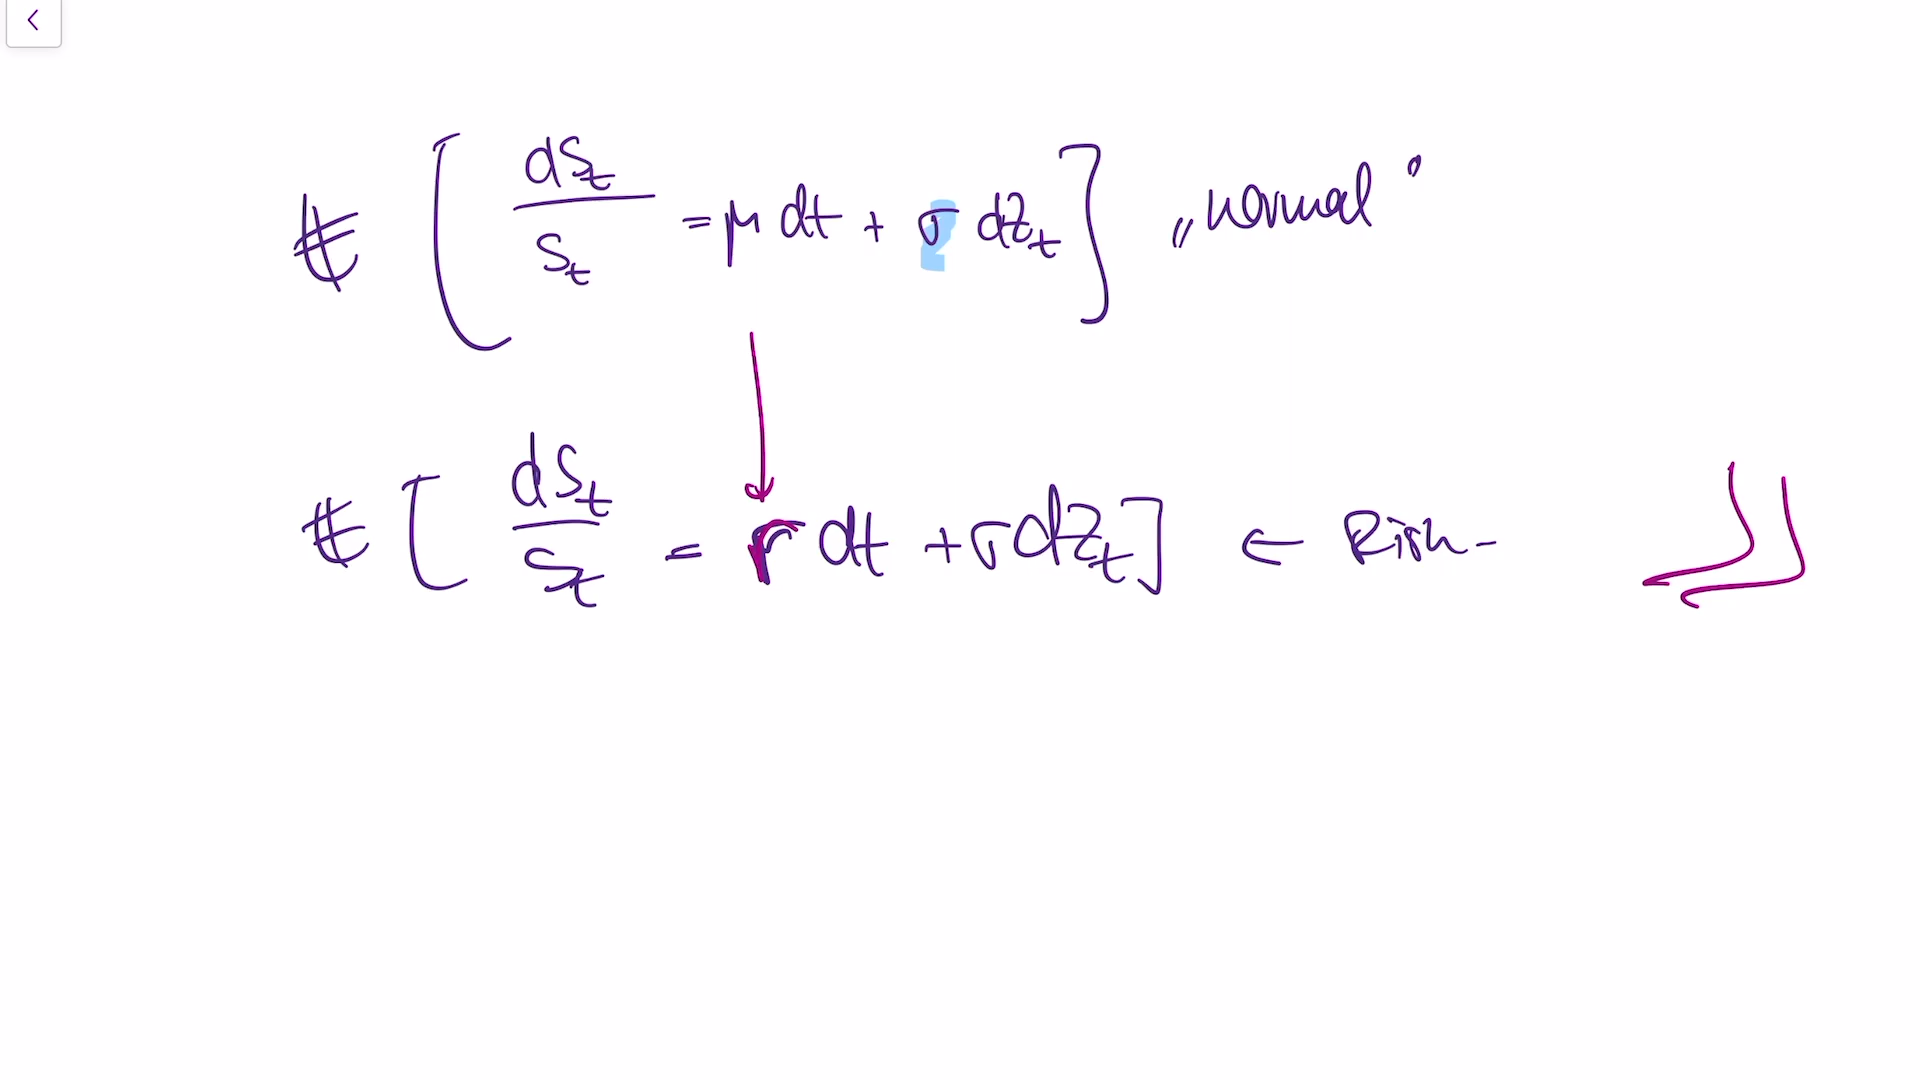 𝔼 [ dS_t / S_t = μ dt + σ dZ_t ] „normal"
𝔼 [ dS_t / S_t = r dt + σ dZ_t ] ← Risk-